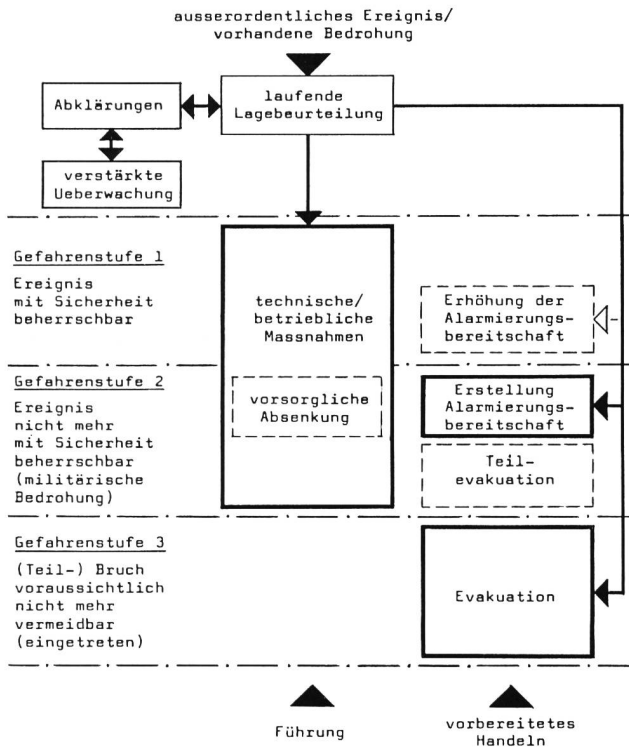 ausserordentliches Ereignis/
vorhandene Bedrohung
Abklärungen
laufende
Lagebeurteilung
verstärkte
Ueberwachung
Gefahrenstufe 1
Ereignis
mit Sicherheit
beherrschbar
technische/
betriebliche
Massnahmen
Erhöhung der
Alarmierungs-
bereitschaft
Gefahrenstufe 2
Ereignis
nicht mehr
mit Sicherheit
beherrschbar
(militärische
Bedrohung)
vorsorgliche
Absenkung
Erstellung
Alarmierungs-
bereitschaft
Teil-
evakuation
Gefahrenstufe 3
(Teil-) Bruch
voraussichtlich
nicht mehr
vermeidbar
(eingetreten)
Evakuation
Führung
vorbereitetes
Handeln